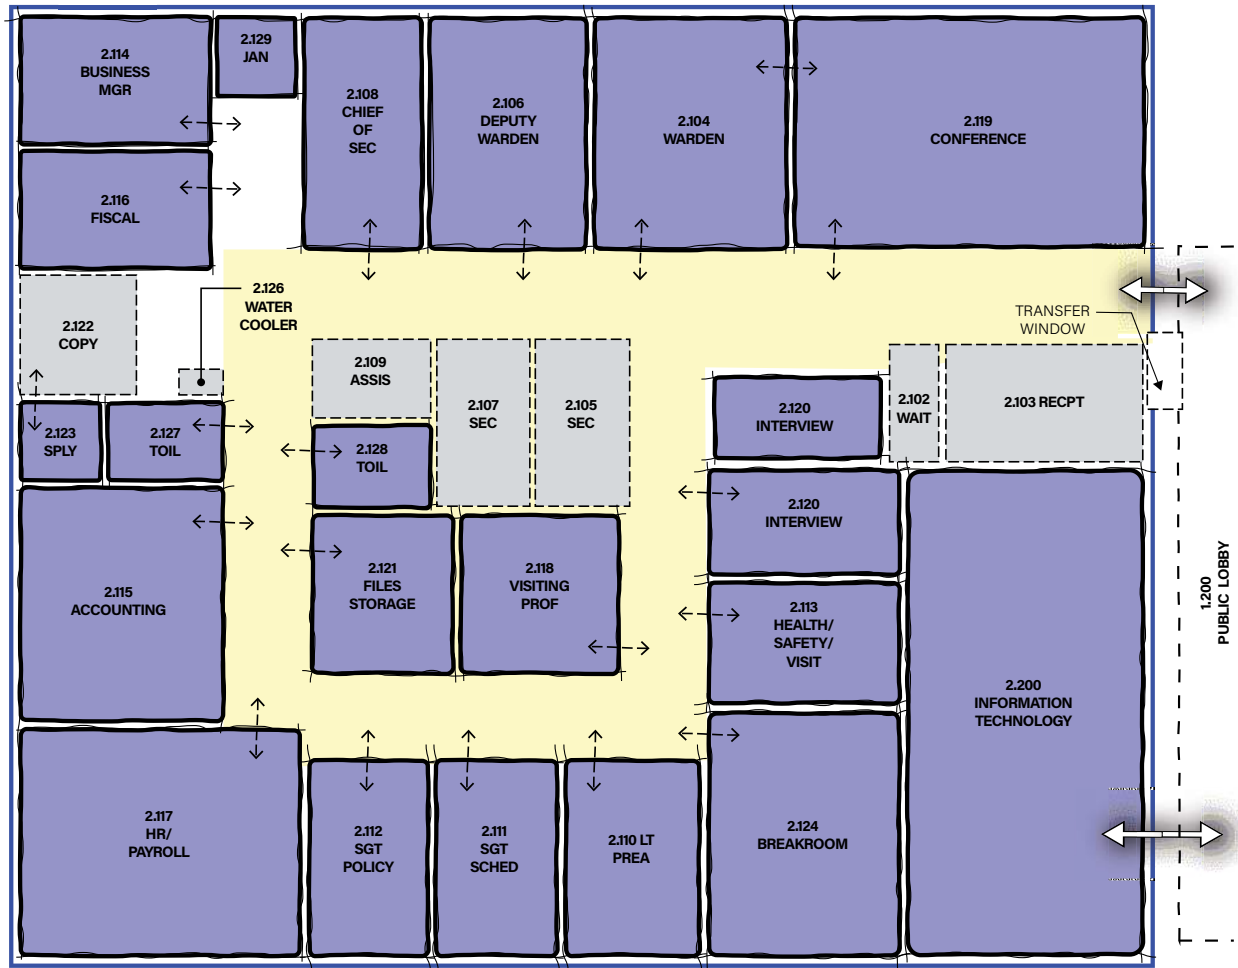 2.114
BUSINESS
MGR
2.129
JAN
2.108
CHIEF
OF
SEC
2.106
DEPUTY
WARDEN
2.104
WARDEN
2.119
CONFERENCE
2.116
FISCAL
2.126
WATER
COOLER
2.122
COPY
TRANSFER
WINDOW
2.109
ASSIS
2.107
SEC
2.105
SEC
2.120
INTERVIEW
2.102
WAIT
2.103 RECPT
2.123
SPLY
2.127
TOIL
2.128
TOIL
2.120
INTERVIEW
2.115
ACCOUNTING
2.121
FILES
STORAGE
2.118
VISITING
PROF
2.113
HEALTH/
SAFETY/
VISIT
1.200
PUBLIC LOBBY
2.200
INFORMATION
TECHNOLOGY
2.117
HR/
PAYROLL
2.112
SGT
POLICY
2.111
SGT
SCHED
2.110 LT
PREA
2.124
BREAKROOM